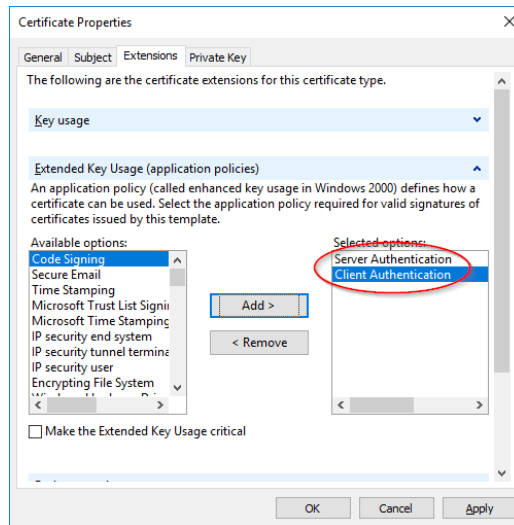 Certificate Properties
General Subject Extensions Private Key
The following are the certificate extensions for this certificate type.
Key usage
Extended Key Usage (application policies)
An application policy (called enhanced key usage in Windows 2000) defines how a
certificate can be used. Select the application policy required for valid signatures of
certificates issued by this template.
Available options:
Code Signing
Secure Email
Time Stamping
Microsoft Trust List Signi
Microsoft Time Stamping
IP security end system
IP security tunnel termina
IP security user
Encrypting File System
Add >
< Remove
Selected options:
Server Authentication
Client Authentication
Make the Extended Key Usage critical
OK Cancel Apply